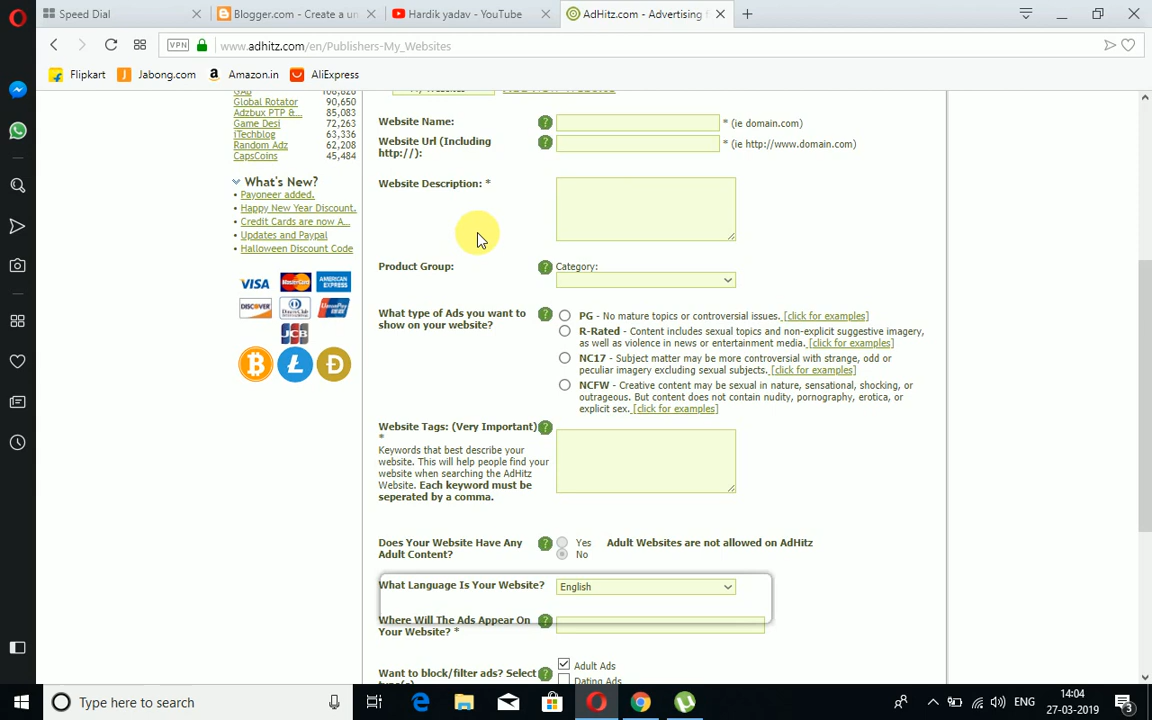 Speed Dial
Blogger.com - Create a un
Hardik yadav - YouTube
AdHitz.com - Advertising f
VPN
www.adhitz.com/en/Publishers-My_Websites
Flipkart
Jabong.com
Amazon.in
AliExpress
Global Rotator 90,650
Adzbux PTP &... 85,083
Game Desi 72,263
iTechblog 63,336
Random Adz 62,208
CapsCoins 45,484
What's New?
• Payoneer added.
• Happy New Year Discount.
• Credit Cards are now A...
• Updates and Paypal
• Halloween Discount Code
VISA
MasterCard
AMERICAN EXPRESS
DISCOVER
Diners Club
UnionPay
JCB
Website Name:
? * (ie domain.com)
Website Url (Including http://):
? * (ie http://www.domain.com)
Website Description: *
Product Group:
? Category:
What type of Ads you want to show on your website?
?
PG - No mature topics or controversial issues. [click for examples]
R-Rated - Content includes sexual topics and non-explicit suggestive imagery,
as well as violence in news or entertainment media. [click for examples]
NC17 - Subject matter may be more controversial with strange, odd or
peculiar imagery excluding sexual subjects. [click for examples]
NCFW - Creative content may be sexual in nature, sensational, shocking, or
outrageous. But content does not contain nudity, pornography, erotica, or
explicit sex. [click for examples]
Website Tags: (Very Important) ?
*
Keywords that best describe your
website. This will help people find your
website when searching the AdHitz
Website. Each keyword must be
seperated by a comma.
Does Your Website Have Any
Adult Content?
? Yes Adult Websites are not allowed on AdHitz
No
What Language Is Your Website? English
Where Will The Ads Appear On ?
Your Website? *
Want to block/filter ads? Select ?
Adult Ads
Dating Ads
Type here to search
ENG
14:04
27-03-2019
3